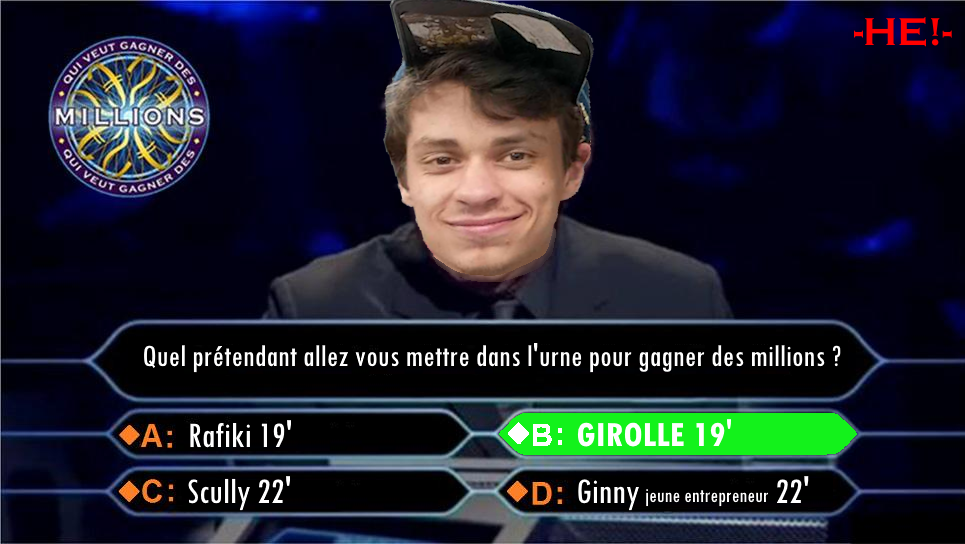 -HE!-
QUI VEUT GAGNER DES
MILLIONS
QUI VEUT GAGNER DES
Quel prétendant allez vous mettre dans l'urne pour gagner des millions ?
A: Rafiki 19'
B: GIROLLE 19'
C: Scully 22'
D: Ginny jeune entrepreneur 22'